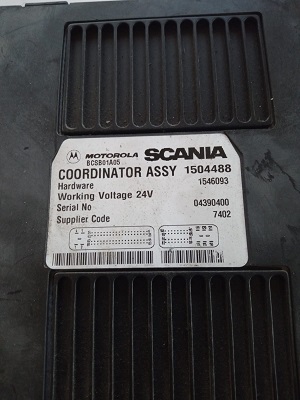 MOTOROLA SCANIA
BCSB01A05
COORDINATOR ASSY 1504488
Hardware 1546093
Working Voltage 24V
Serial No 04390400
Supplier Code 7402